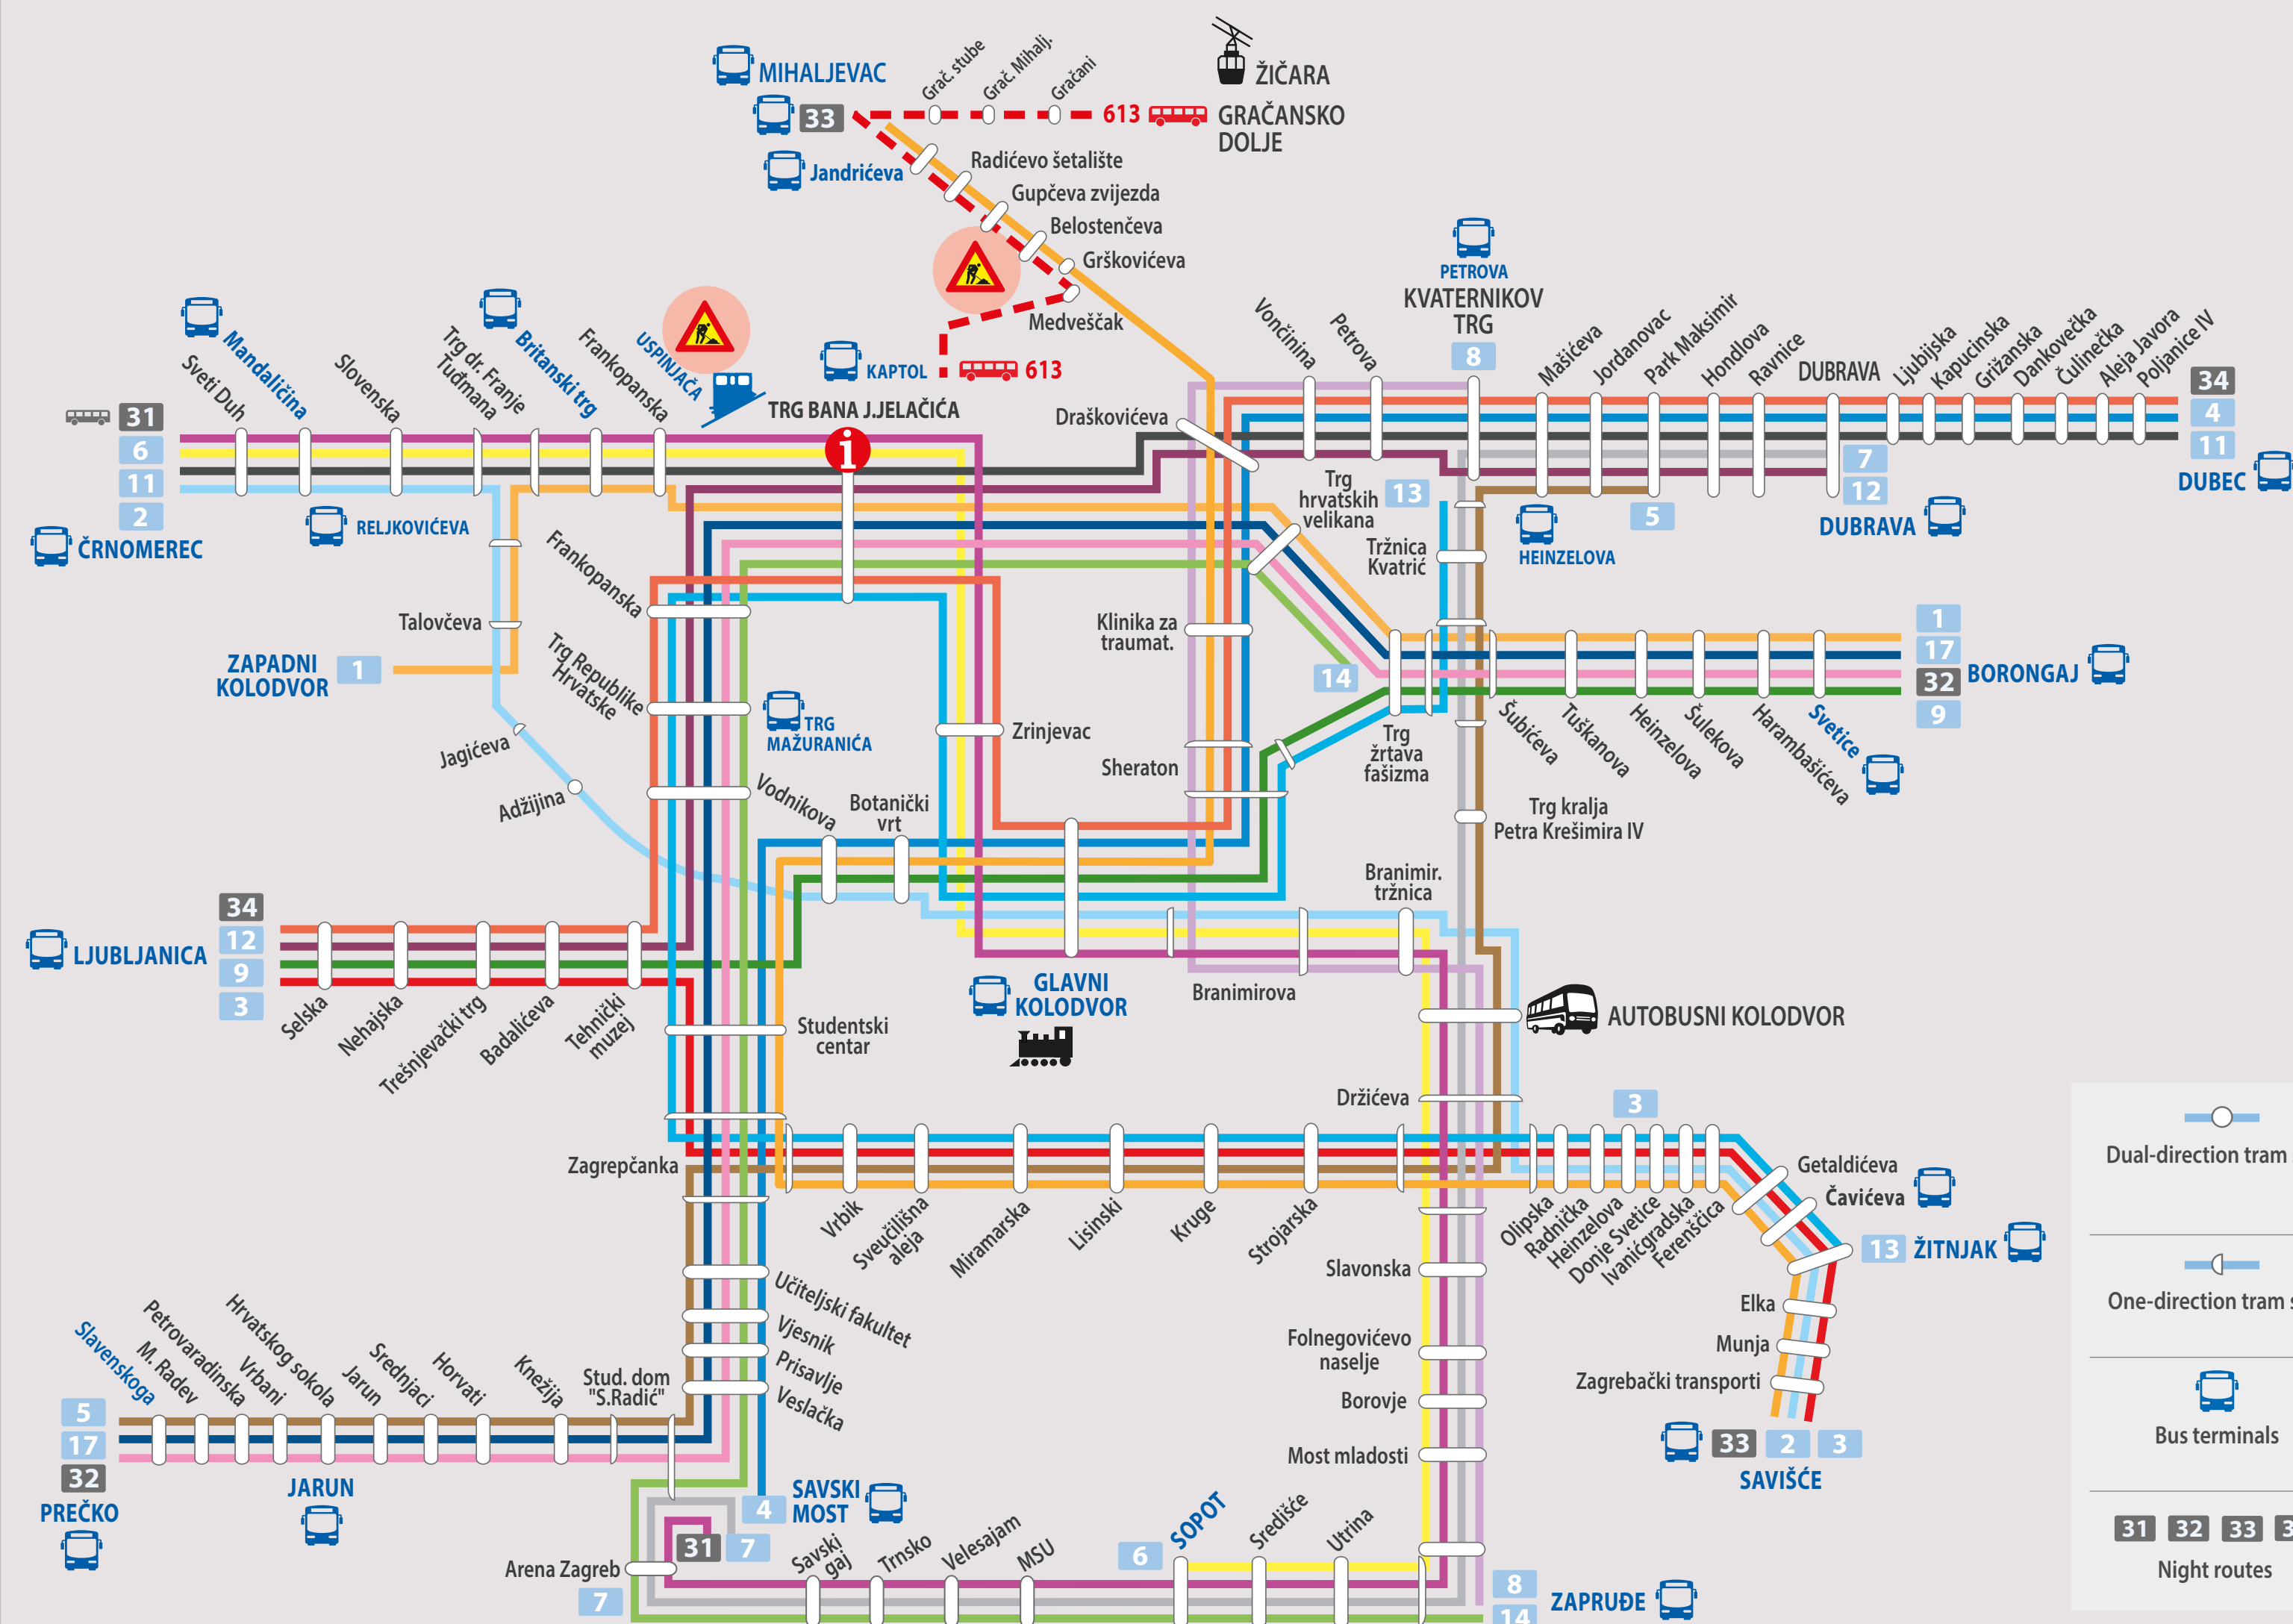 MIHALJEVAC
33
Jandrićeva
Grač. stube
Grač. Mihalj.
Gračani
613
ŽIČARA
GRAČANSKO
DOLJE
Radićevo šetalište
Gupčeva zvijezda
Belostenčeva
Grškovićeva
Medveščak
KAPTOL
613
USPINJAČA
TRG BANA J.JELAČIĆA
i
31
6
11
2
ČRNOMEREC
Sveti Duh
Mandaličina
Slovenska
Trg dr. Franje
Tuđmana
Britanski trg
Frankopanska
RELJKOVIĆEVA
Talovčeva
ZAPADNI
KOLODVOR
1
Jagićeva
Adžijina
Frankopanska
Trg Republike
Hrvatske
TRG
MAŽURANIĆA
Vodnikova
Botanički
vrt
Zrinjevac
Draškovićeva
Klinika za
traumat.
Sheraton
Vončinina
Petrova
PETROVA
KVATERNIKOV
TRG
8
Mašićeva
Jordanovac
Park Maksimir
Hondlova
Ravnice
DUBRAVA
Ljubijska
Kapucinska
Grižanska
Dankovečka
Čulinečka
Aleja Javora
Poljanice IV
34
4
11
DUBEC
7
12
DUBRAVA
5
HEINZELOVA
Trg
hrvatskih
velikana
13
Tržnica
Kvatrić
14
Trg
žrtava
fašizma
Šubićeva
Tuškanova
Heinzelova
Šulekova
Harambašićeva
Svetice
1
17
32
9
BORONGAJ
Trg kralja
Petra Krešimira IV
Branimir.
tržnica
34
12
9
3
LJUBLJANICA
Selska
Nehajska
Trešnjevački trg
Badalićeva
Tehnički
muzej
Studentski
centar
GLAVNI
KOLODVOR
Branimirova
AUTOBUSNI KOLODVOR
Držićeva
Zagrepčanka
Vrbik
Sveučilišna
aleja
Miramarska
Lisinski
Kruge
Strojarska
3
Olipska
Radnička
Heinzelova
Donje Svetice
Ivanićgradska
Ferenščica
Getaldićeva
Čavićeva
13
ŽITNJAK
Elka
Munja
Zagrebački transporti
33
2
3
SAVIŠĆE
Učiteljski fakultet
Vjesnik
Prisavlje
Veslačka
Slavonska
Folnegovićevo
naselje
Borovje
Most mladosti
5
17
32
PREČKO
Slavenskoga
M. Radev
Petrovaradinska
Vrbani
Hrvatskog sokola
Jarun
Srednjaci
Horvati
Knežija
Stud. dom
"S.Radić"
JARUN
4
SAVSKI
MOST
31
7
Arena Zagreb
7
Savski
gaj
Trnsko
Velesajam
MSU
6
SOPOT
Središće
Utrina
8
14
ZAPRUĐE
Dual-direction tram
One-direction tram s
Bus terminals
31
32
33
3
Night routes